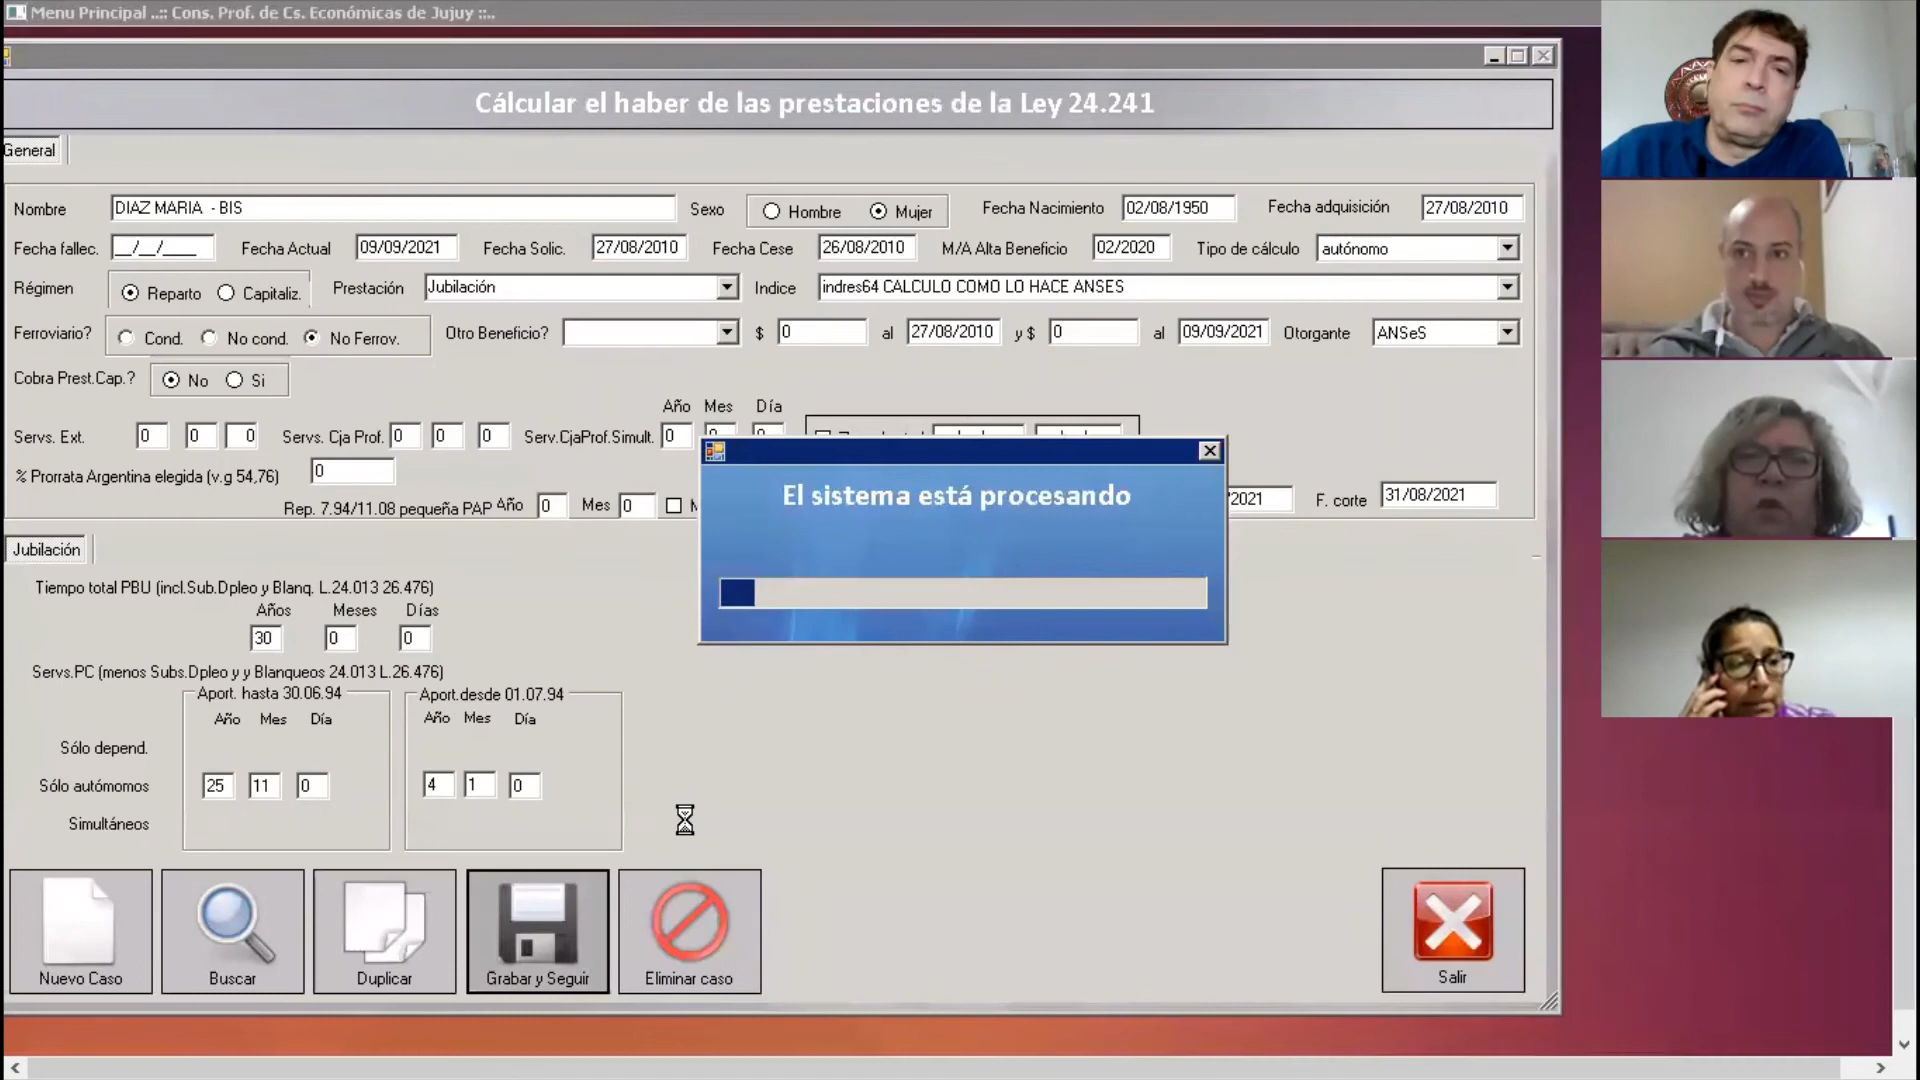 Menu Principal ..:: Cons. Prof. de Cs. Económicas de Jujuy ::..
Cálcular el haber de las prestaciones de la Ley 24.241
General
Nombre DIAZ MARIA - BIS Sexo Hombre Mujer Fecha Nacimiento 02/08/1950 Fecha adquisición 27/08/2010
Fecha fallec. __/__/____ Fecha Actual 09/09/2021 Fecha Solic. 27/08/2010 Fecha Cese 26/08/2010 M/A Alta Beneficio 02/2020 Tipo de cálculo autónomo
Régimen Reparto Capitaliz. Prestación Jubilación Indice indres64 CALCULO COMO LO HACE ANSES
Ferroviario? Cond. No cond. No Ferrov. Otro Beneficio? $ 0 al 27/08/2010 y $ 0 al 09/09/2021 Otorgante ANSeS
Cobra Prest.Cap.? No Si
Año Mes Día
Servs. Ext. 0 0 0 Servs. Cja Prof. 0 0 0 Serv.CjaProf.Simult. 0
% Prorrata Argentina elegida (v.g 54,76) 0
Rep. 7.94/11.08 pequeña PAP Año 0 Mes 0 2021 F. corte 31/08/2021
El sistema está procesando
Jubilación
Tiempo total PBU (incl.Sub.Dpleo y Blanq. L.24.013 26.476)
Años Meses Días
30 0 0
Servs.PC (menos Subs.Dpleo y y Blanqueos 24.013 L.26.476)
Aport. hasta 30.06.94 Aport.desde 01.07.94
Año Mes Día Año Mes Día
Sólo depend.
Sólo autómomos 25 11 0 4 1 0
Simultáneos
Nuevo Caso Buscar Duplicar Grabar y Seguir Eliminar caso Salir